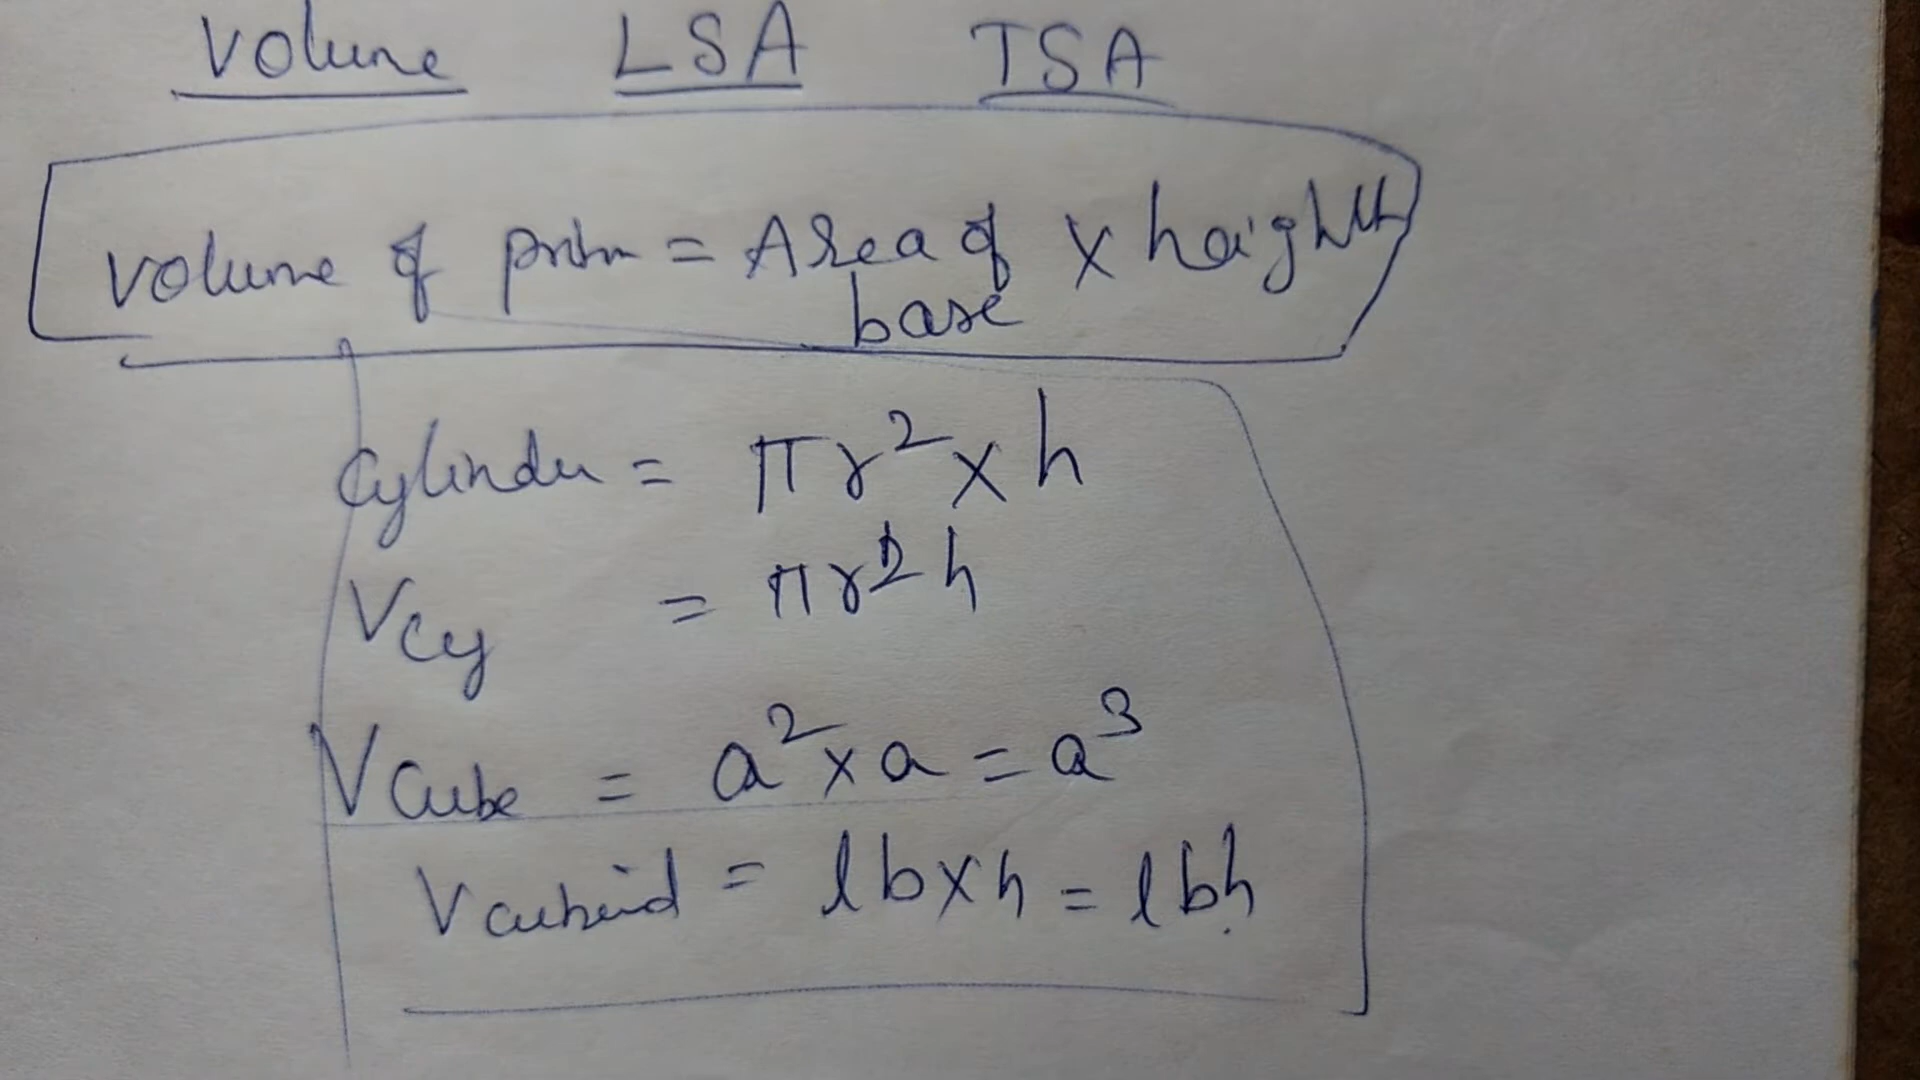 Volume LSA TSA
Volume of prism = Area of base x height
Cylinder = πr² x h
Vcy = πr²h
Vcube = a² x a = a³
Vcuboid = lb x h = lbh